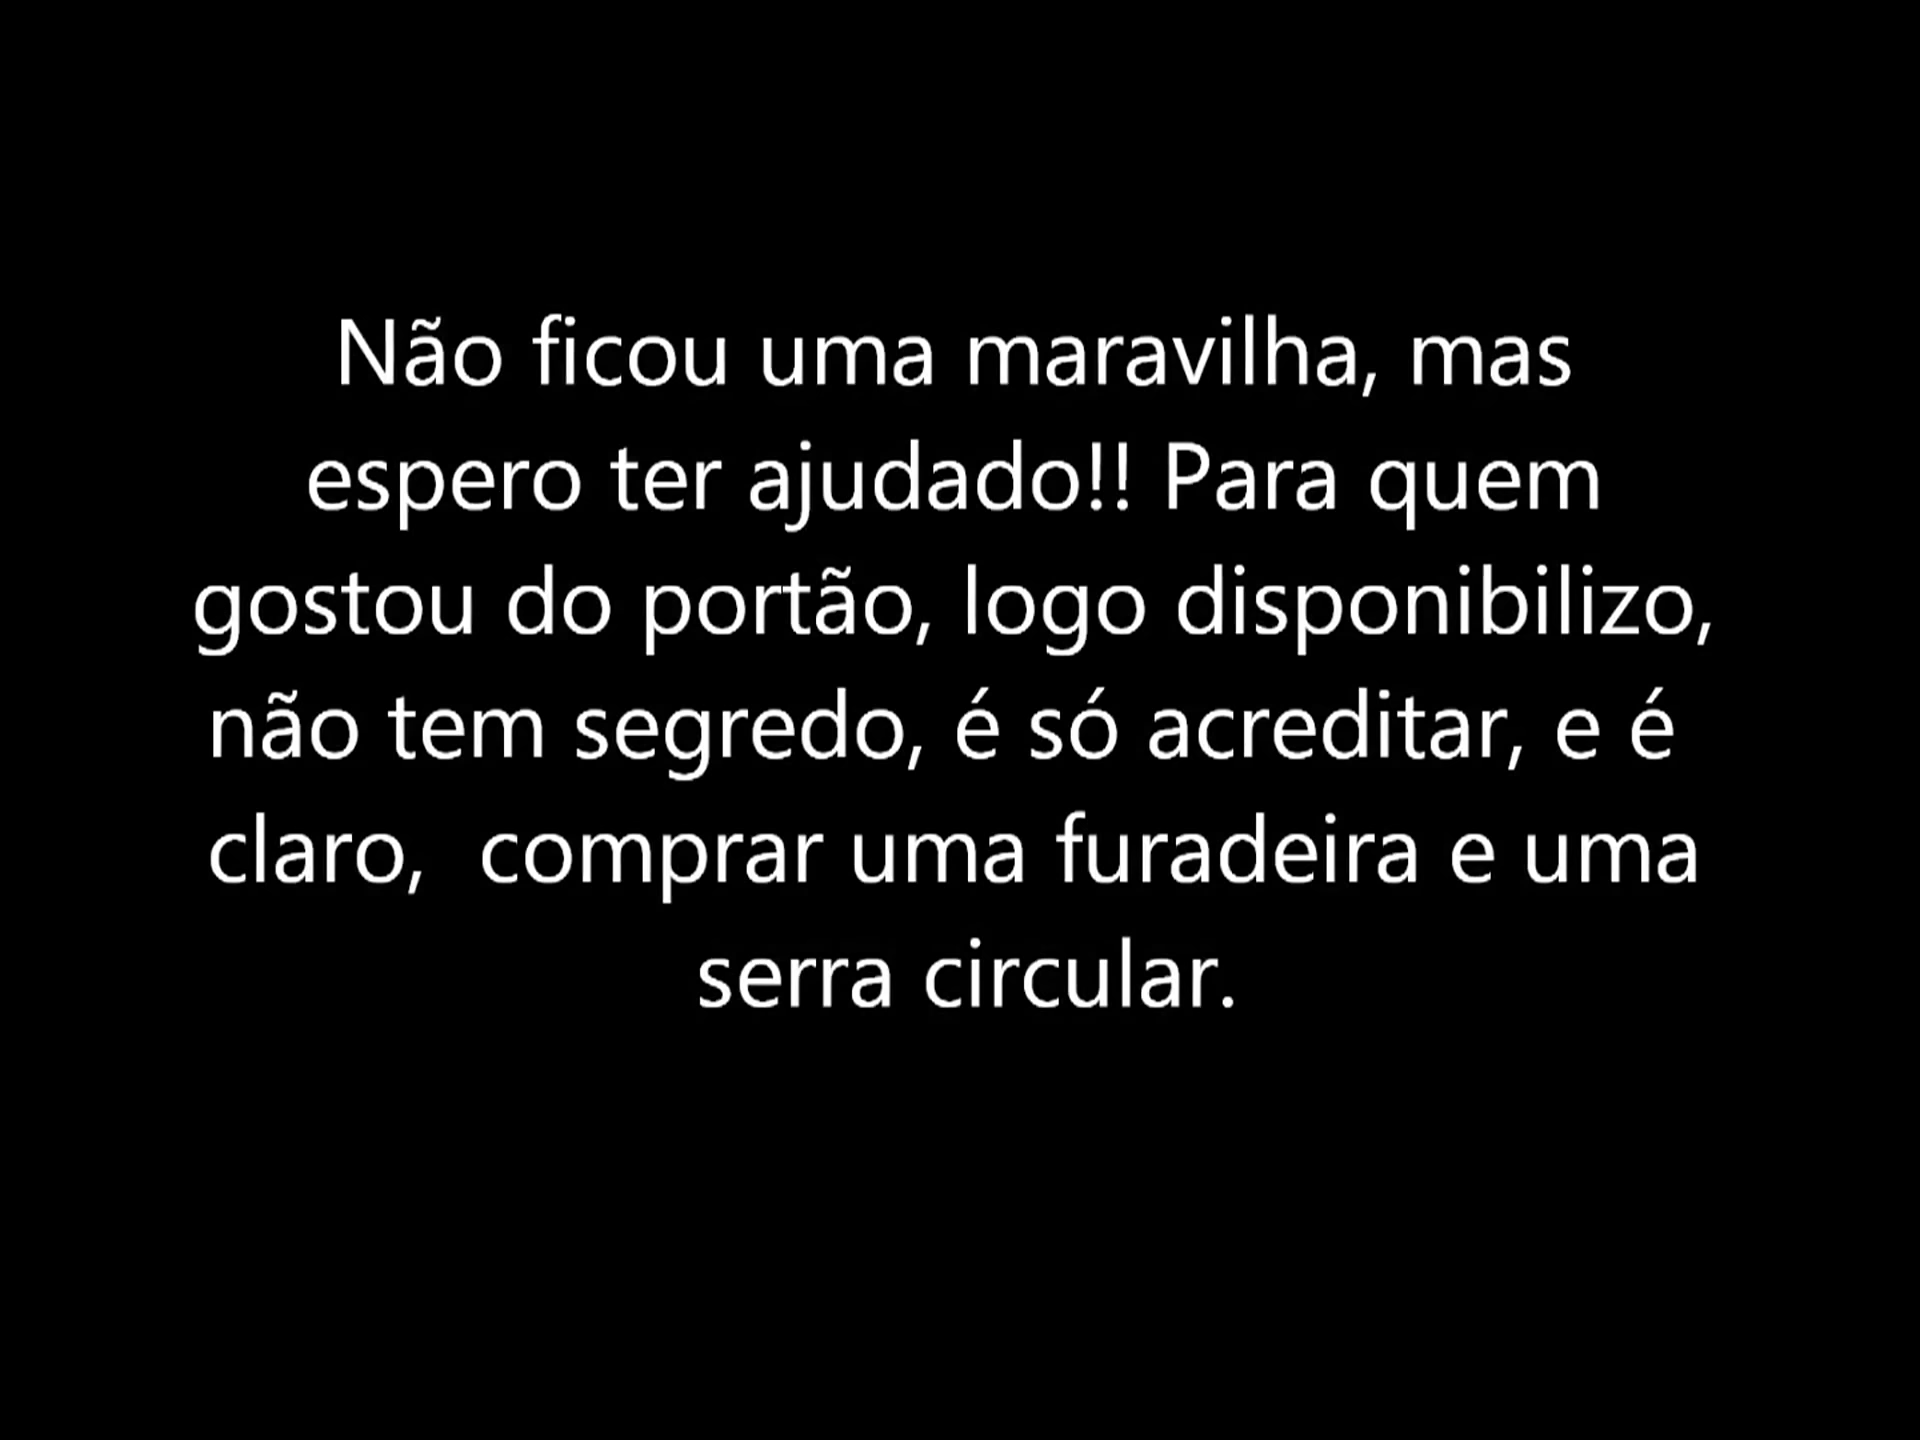 Não ficou uma maravilha, mas
espero ter ajudado!! Para quem
gostou do portão, logo disponibilizo,
não tem segredo, é só acreditar, e é
claro,  comprar uma furadeira e uma
serra circular.